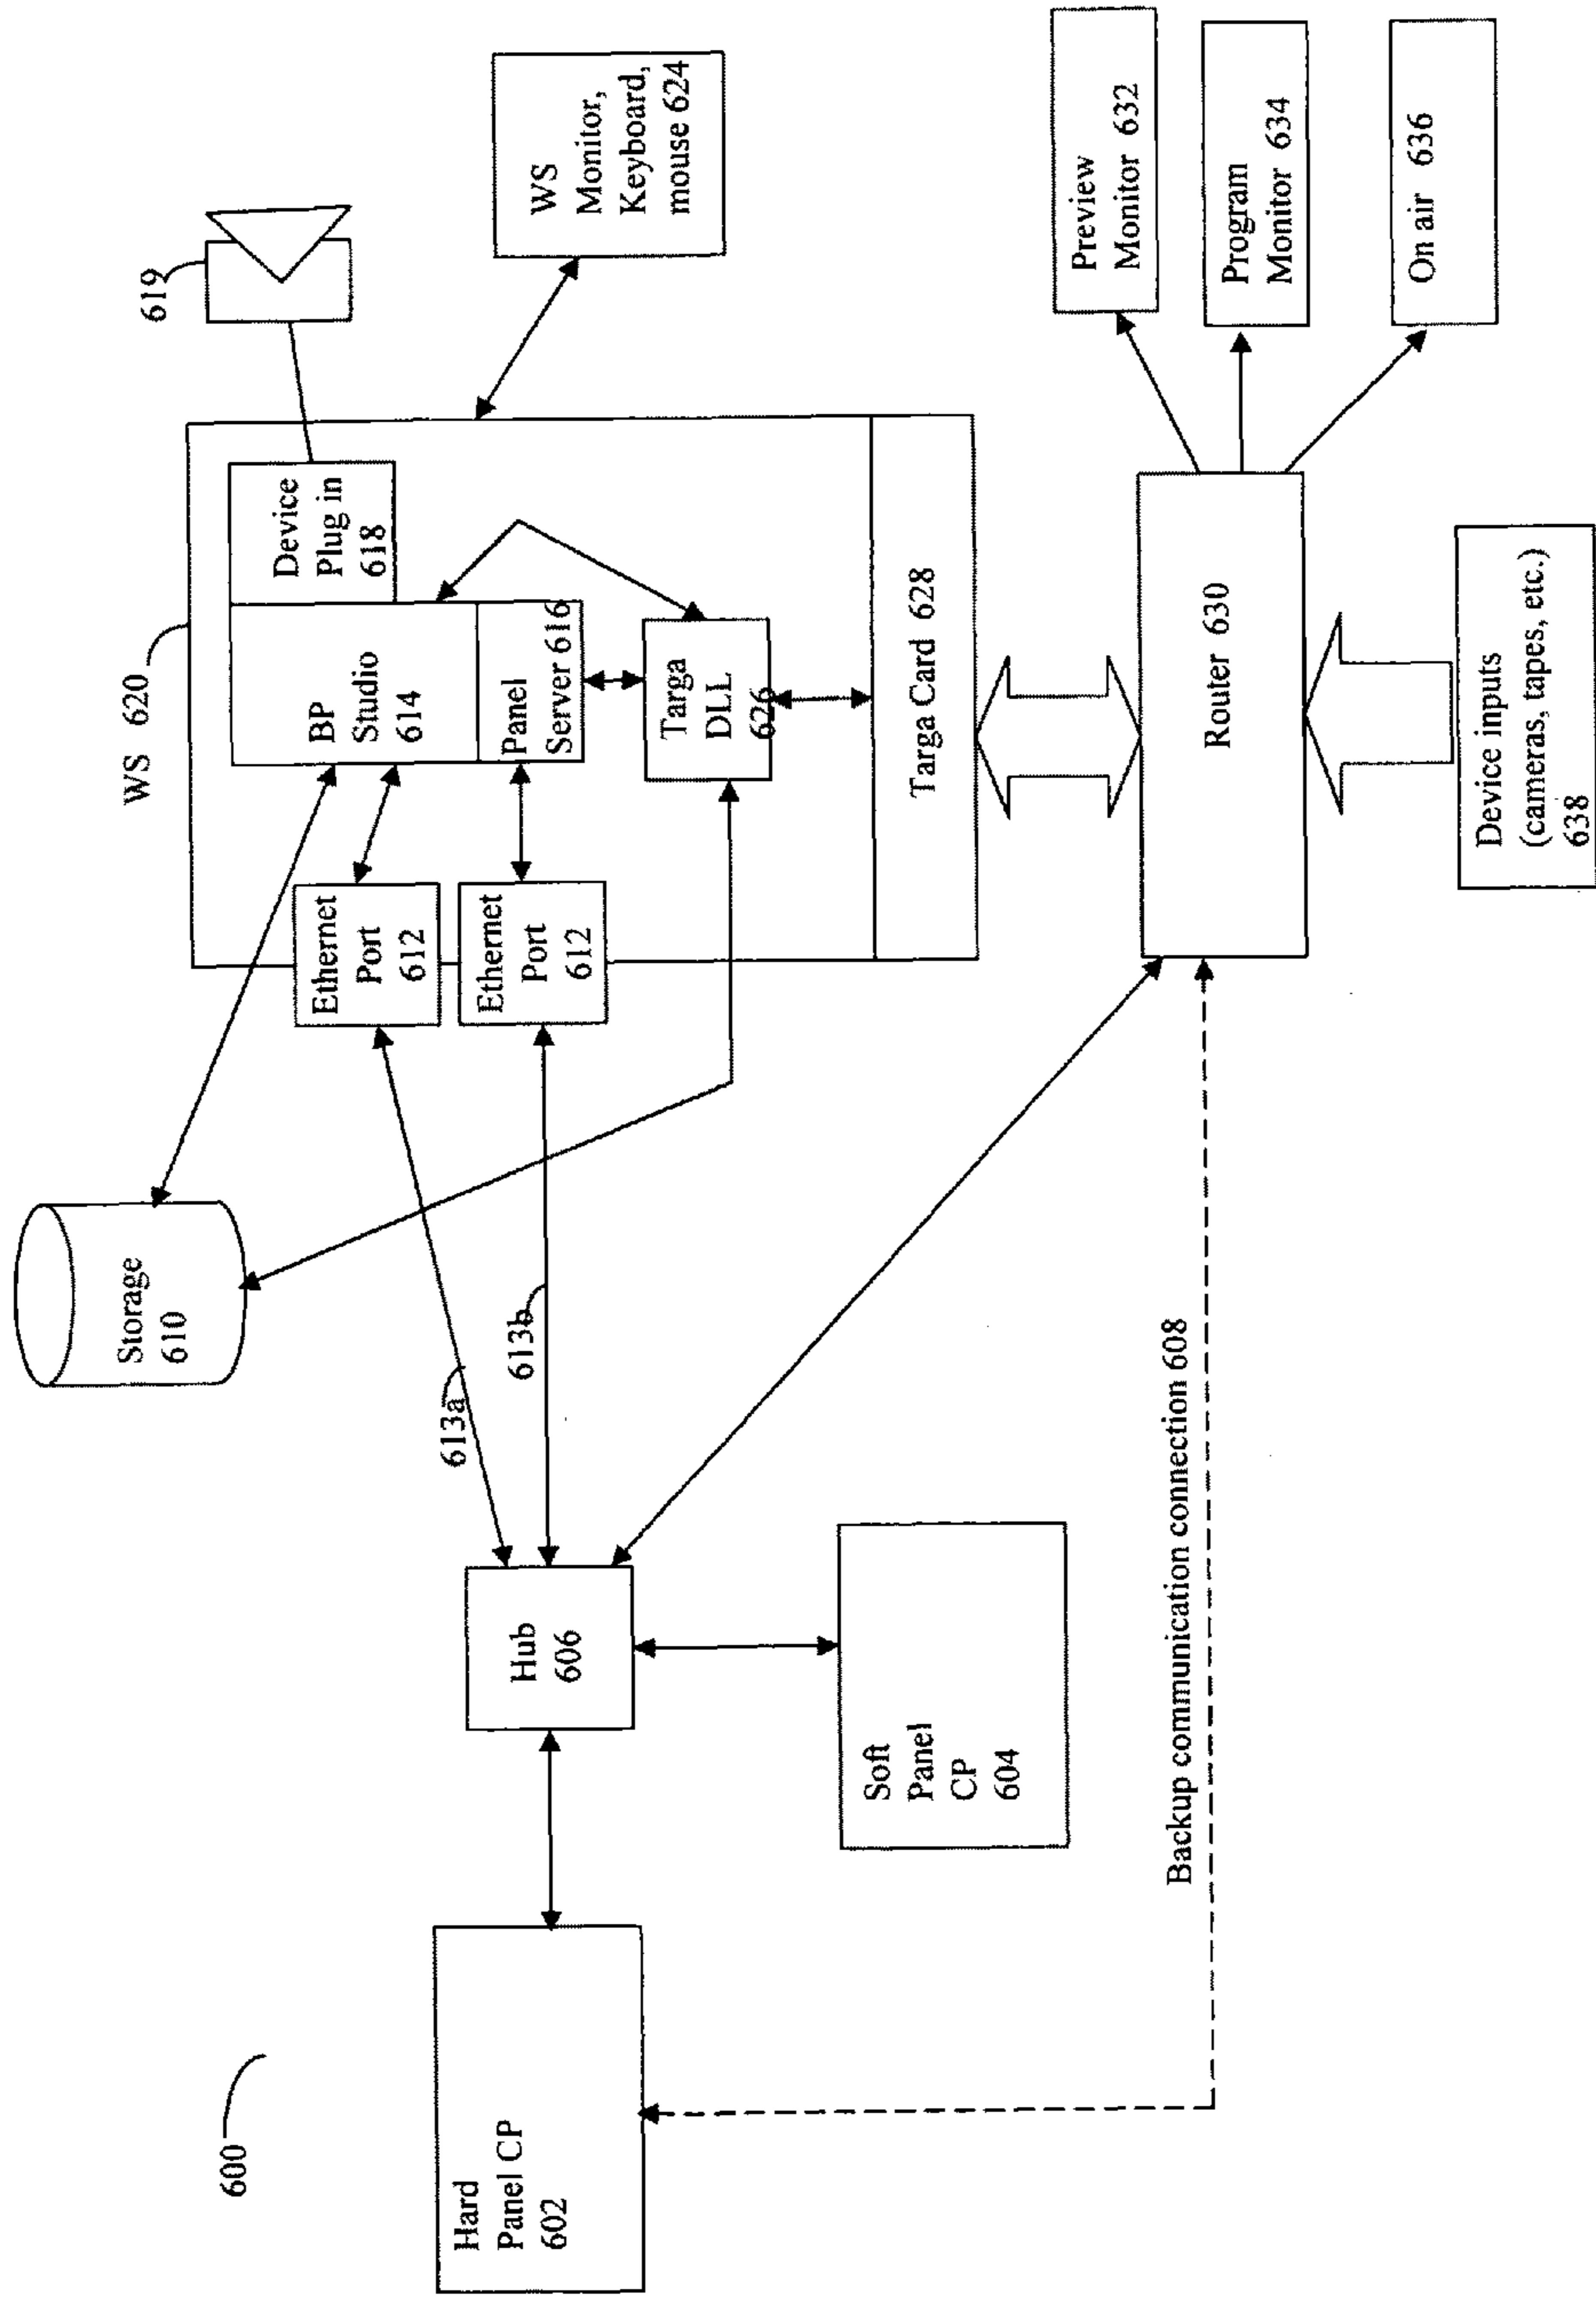 600
Hard
Panel CP
602
Hub
606
Soft
Panel
CP
604
Backup communication connection 608
613a
613b
Storage
610
WS 620
Ethernet
Port
612
Ethernet
Port
612
BP
Studio
614
Panel
Server 616
Device
Plug in
618
619
Targa
DLL
626
Targa Card 628
WS
Monitor,
Keyboard,
mouse 624
Router 630
Preview
Monitor 632
Program
Monitor 634
On air 636
Device inputs
(cameras, tapes, etc.)
638